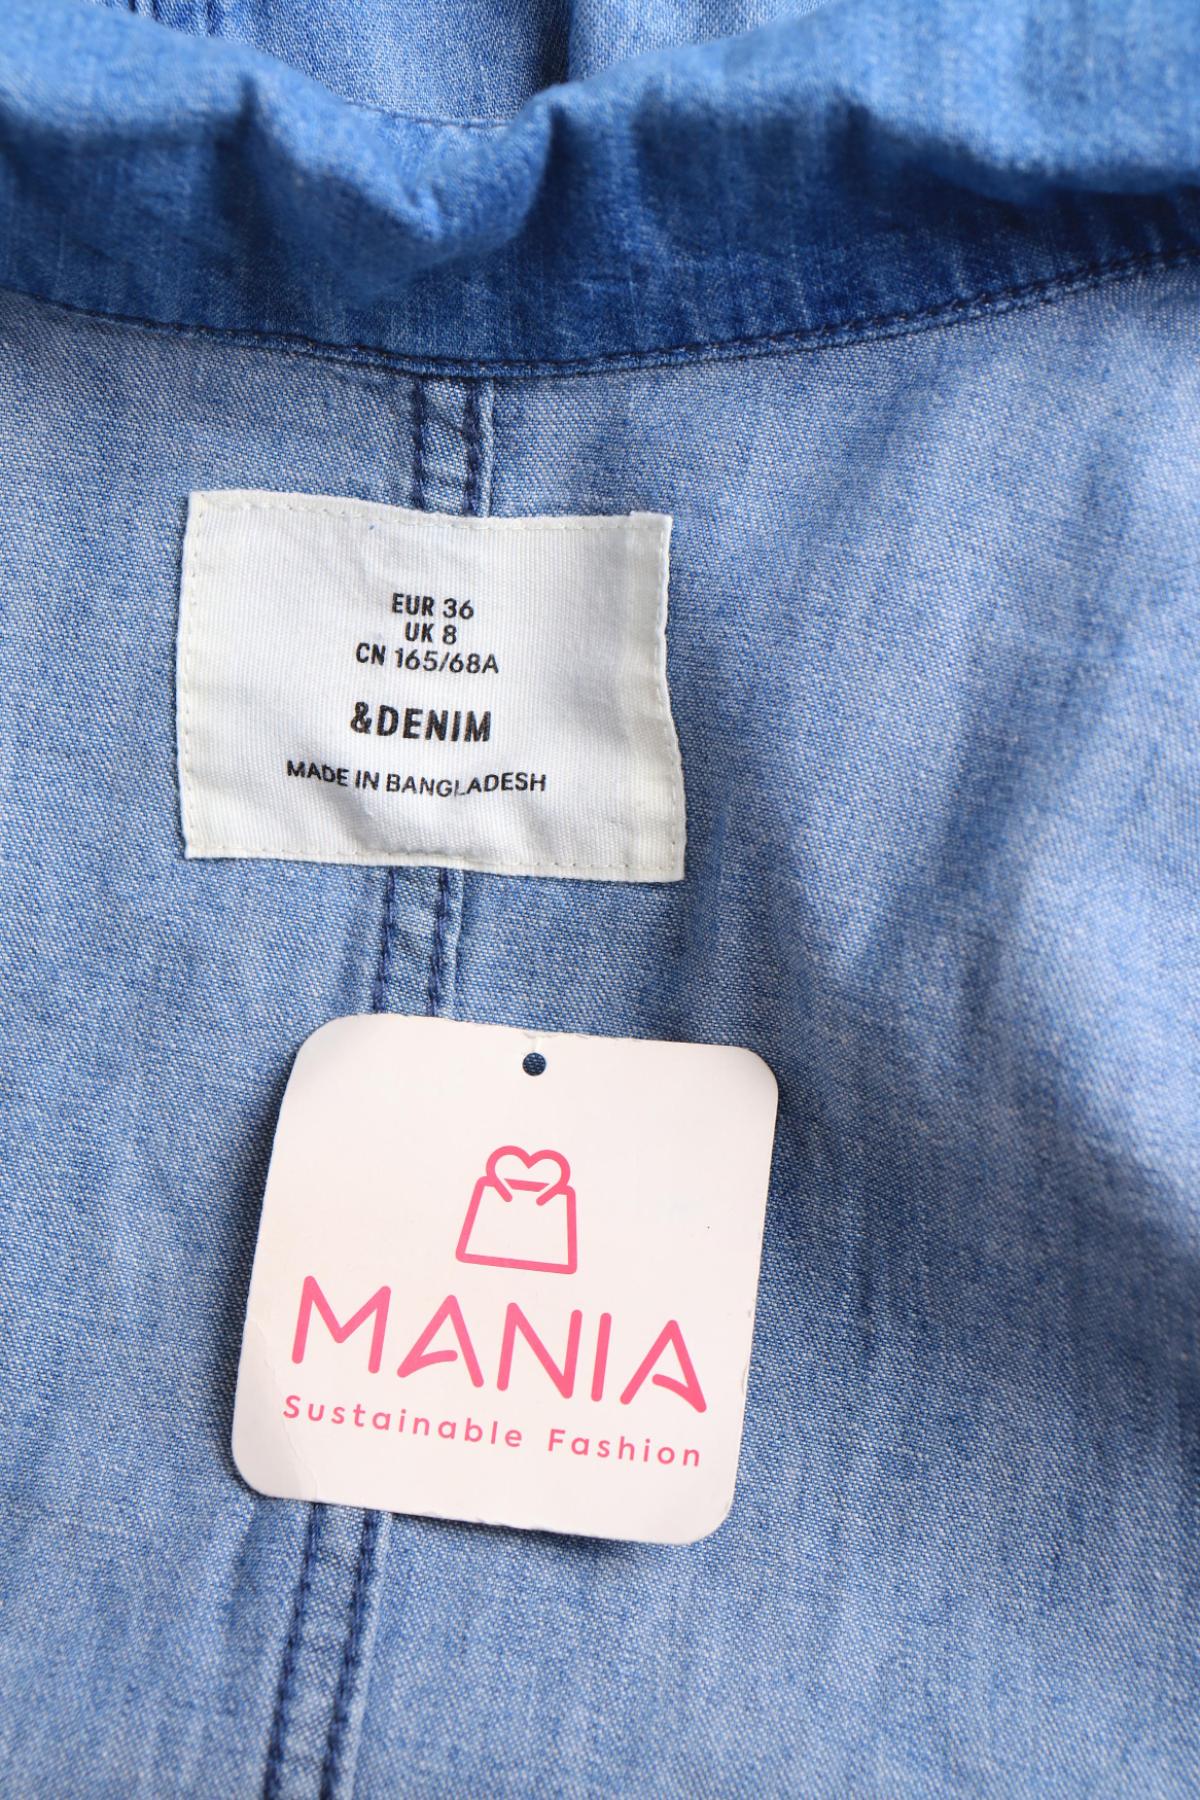 EUR 36
UK 8
CN 165/68A
&DENIM
MADE IN BANGLADESH
MANIA
Sustainable Fashion